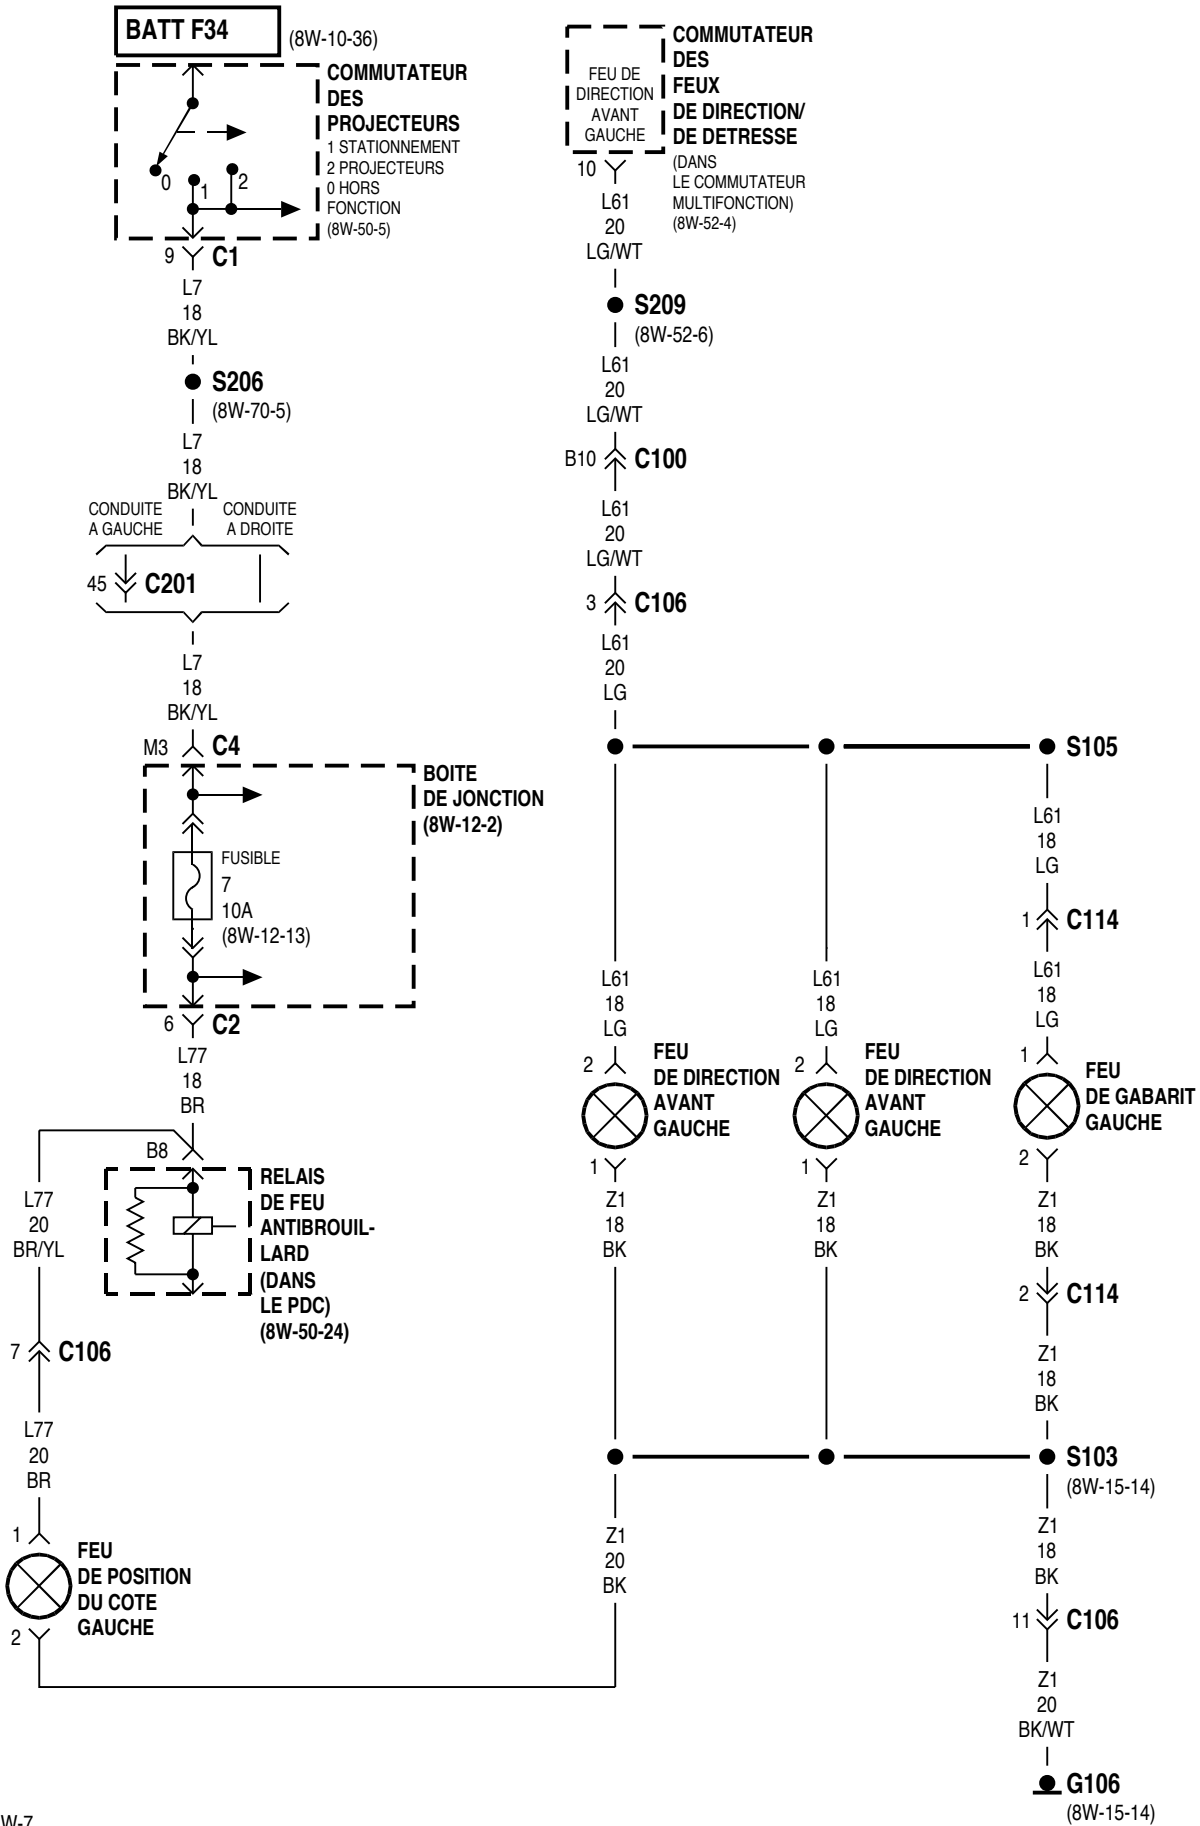 BATT F34
(8W-10-36)
COMMUTATEUR
DES
PROJECTEURS
1 STATIONNEMENT
2 PROJECTEURS
0 HORS
FONCTION
(8W-50-5)
0
1
2
9
C1
L7
18
BK/YL
S206
(8W-70-5)
L7
18
BK/YL
CONDUITE
A GAUCHE
CONDUITE
A DROITE
45
C201
L7
18
BK/YL
M3
C4
BOITE
DE JONCTION
(8W-12-2)
FUSIBLE
7
10A
(8W-12-13)
6
C2
L77
18
BR
B8
RELAIS
DE FEU
ANTIBROUIL-
LARD
(DANS
LE PDC)
(8W-50-24)
L77
20
BR/YL
7
C106
L77
20
BR
1
FEU
DE POSITION
DU COTE
GAUCHE
2
FEU DE
DIRECTION
AVANT
GAUCHE
COMMUTATEUR
DES
FEUX
DE DIRECTION/
DE DETRESSE
(DANS
LE COMMUTATEUR
MULTIFONCTION)
(8W-52-4)
10
L61
20
LG/WT
S209
(8W-52-6)
L61
20
LG/WT
B10
C100
L61
20
LG/WT
3
C106
L61
20
LG
S105
L61
18
LG
1
C114
L61
18
LG
L61
18
LG
L61
18
LG
2
FEU
DE DIRECTION
AVANT
GAUCHE
1
2
FEU
DE DIRECTION
AVANT
GAUCHE
1
1
FEU
DE GABARIT
GAUCHE
2
Z1
18
BK
Z1
18
BK
Z1
18
BK
2
C114
Z1
18
BK
S103
(8W-15-14)
Z1
20
BK
Z1
18
BK
11
C106
Z1
20
BK/WT
G106
(8W-15-14)
W-7